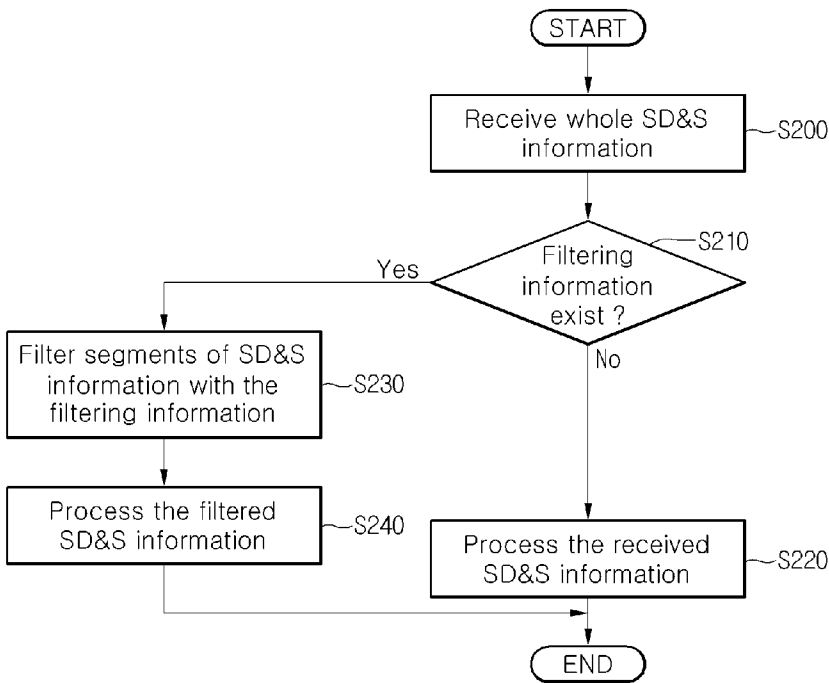 START
Receive whole SD&S
information
S200
Filtering
information
exist ?
S210
Yes
No
Filter segments of SD&S
information with the
filtering information
S230
Process the filtered
SD&S information
S240
Process the received
SD&S information
S220
END